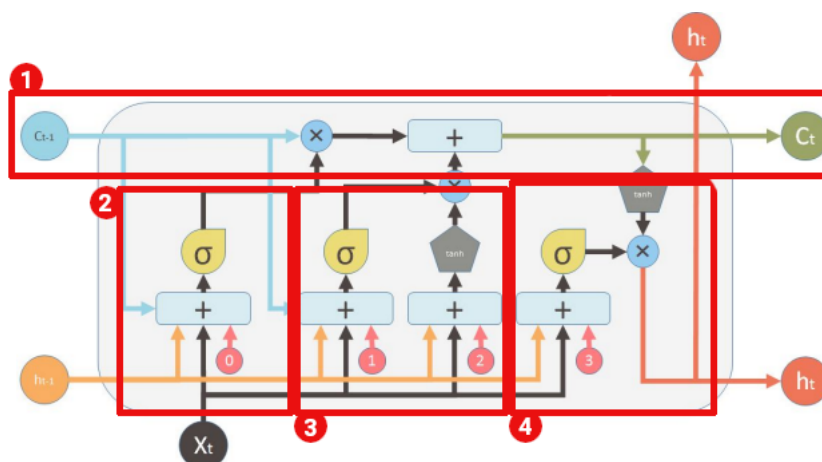 ht
1
Ct-1
×
+
Ct
2
×
tanh
σ
σ
tanh
σ
×
+
+
+
+
0
1
2
3
ht-1
ht
3
4
Xt